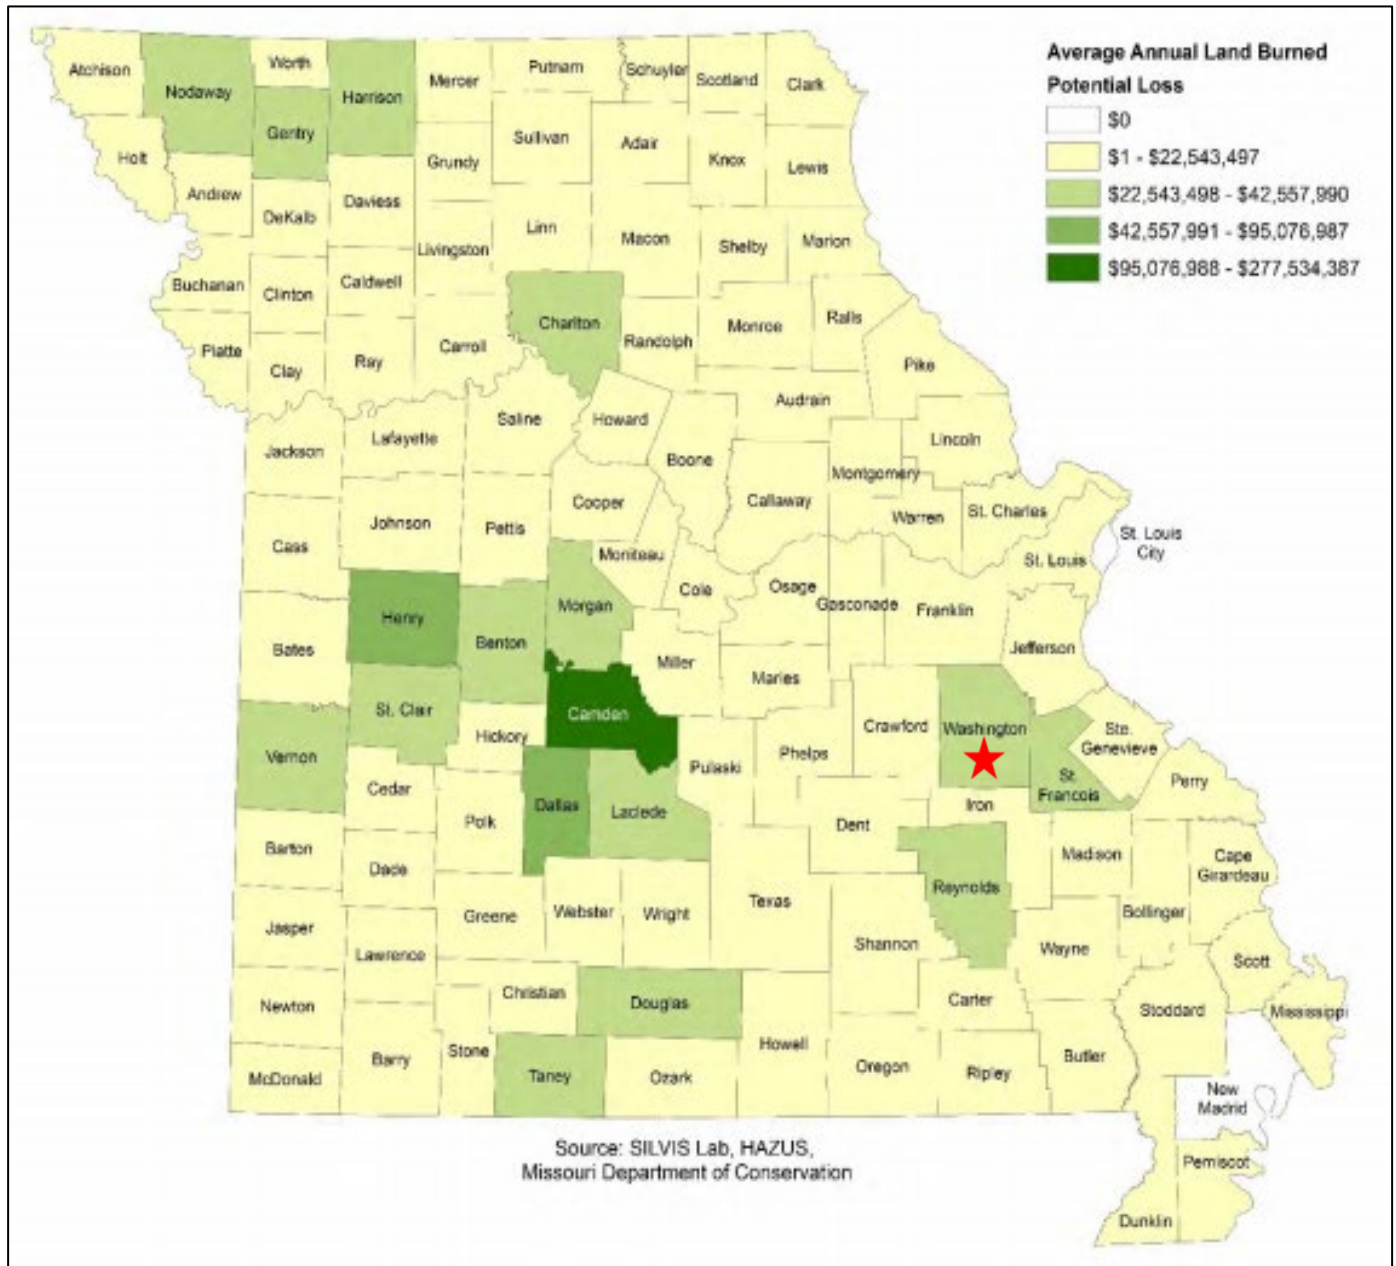 Average Annual Land Burned
Potential Loss
$0
$1 - $22,543,497
$22,543,498 - $42,557,990
$42,557,991 - $95,076,987
$95,076,988 - $277,534,387
Atchison
Nodaway
Worth
Harrison
Mercer
Putnam
Schuyler
Scotland
Clark
Gentry
Holt
Sullivan
Adair
Knox
Lewis
Grundy
Andrew
DeKalb
Daviess
Linn
Macon
Shelby
Marion
Livingston
Buchanan
Clinton
Caldwell
Chariton
Randolph
Monroe
Ralls
Platte
Clay
Ray
Carroll
Pike
Audrain
Saline
Howard
Jackson
Lafayette
Boone
Lincoln
Montgomery
Callaway
Cooper
Johnson
Pettis
Warren
St. Charles
Cass
Moniteau
St. Louis
City
St. Louis
Cole
Osage
Gasconade
Franklin
Henry
Morgan
Benton
Bates
Miller
Maries
Jefferson
St. Clair
Camden
Hickory
Crawford
Washington
Ste.
Genevieve
Vernon
Phelps
Pulaski
St.
Francois
Perry
Cedar
Dallas
Laclede
Polk
Dent
Iron
Barton
Dade
Madison
Cape
Girardeau
Reynolds
Texas
Greene
Webster
Wright
Bollinger
Jasper
Lawrence
Shannon
Wayne
Scott
Newton
Christian
Douglas
Carter
Stoddard
Mississippi
Barry
Stone
Howell
Butler
McDonald
Taney
Ozark
Oregon
Ripley
New
Madrid
Pemiscot
Dunklin
Source: SILVIS Lab, HAZUS,
Missouri Department of Conservation